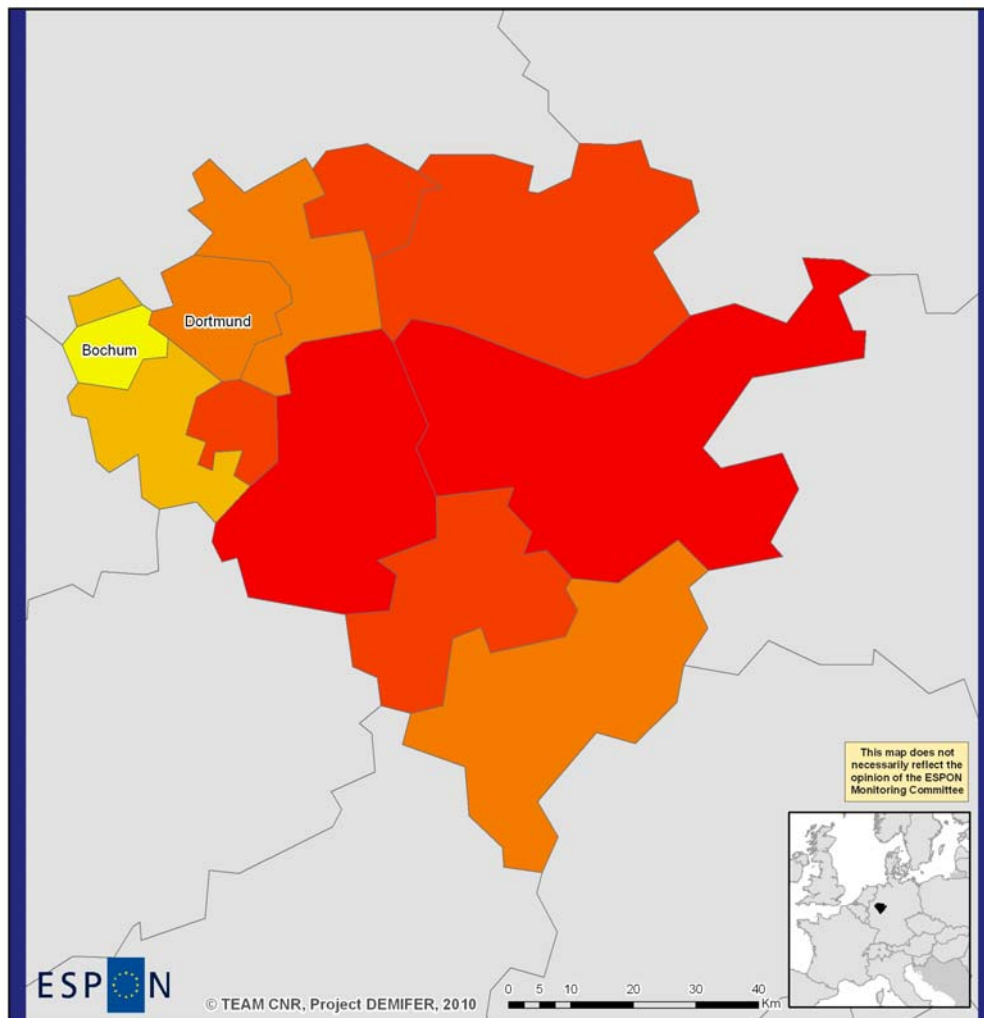 Dortmund
Bochum
This map does not
necessarily reflect the
opinion of the ESPON
Monitoring Committee
ESPON
© TEAM CNR, Project DEMIFER, 2010
0 5 10 20 30 40
Km